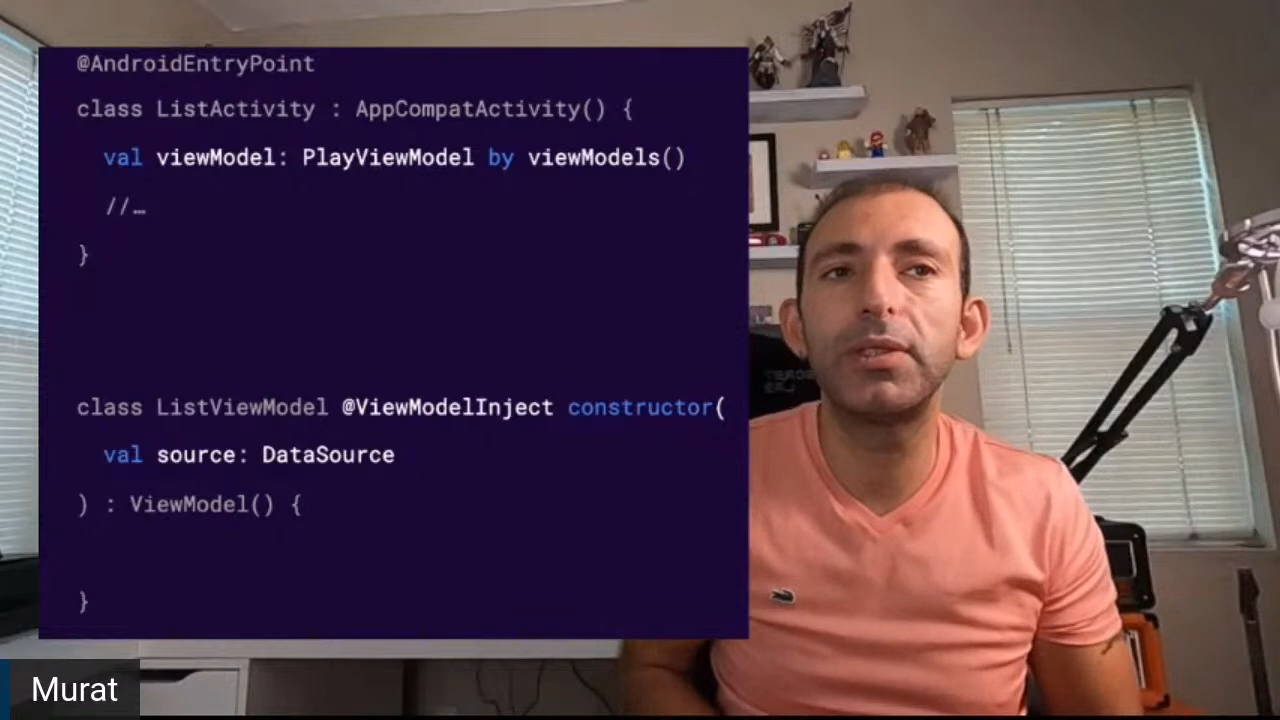 @AndroidEntryPoint
class ListActivity : AppCompatActivity() {
val viewModel: PlayViewModel by viewModels()
//…
}
class ListViewModel @ViewModelInject constructor(
val source: DataSource
) : ViewModel() {
}
Murat